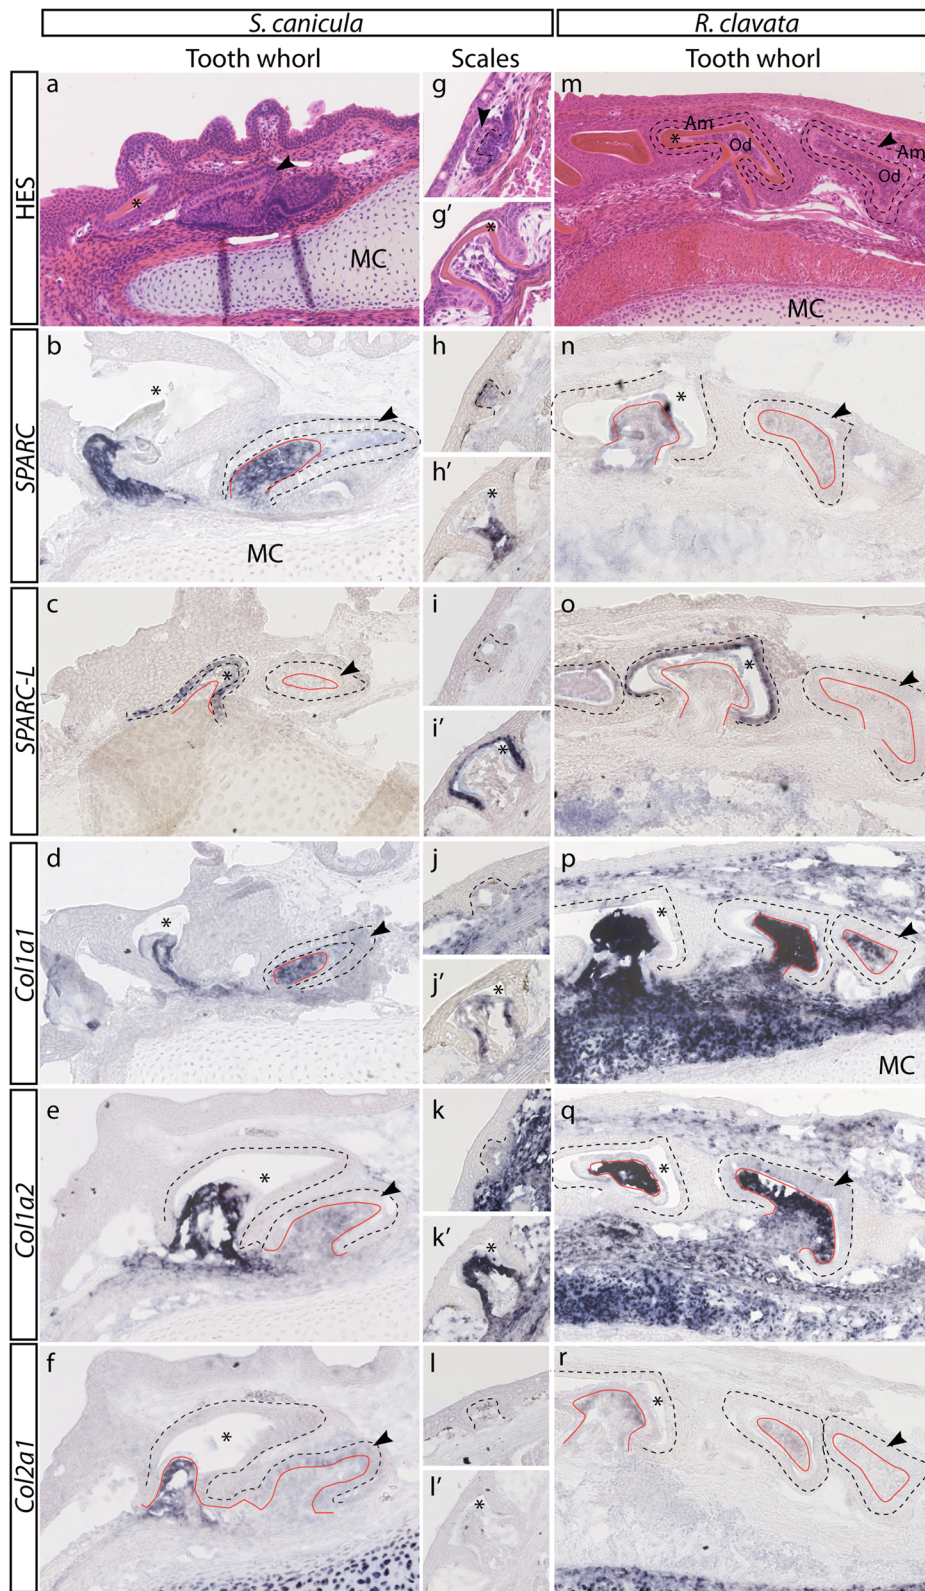 S. canicula R. clavata
Tooth whorl Scales Tooth whorl
HES
a g m
* Am * Od Am Od
g'
*
MC MC
SPARC
b h n
* *
h'
*
MC
SPARC-L
c i o
* *
i'
*
Col1a1
d j p
* *
j'
*
MC
Col1a2
e k q
* *
k'
*
Col2a1
f l r
* *
l'
*